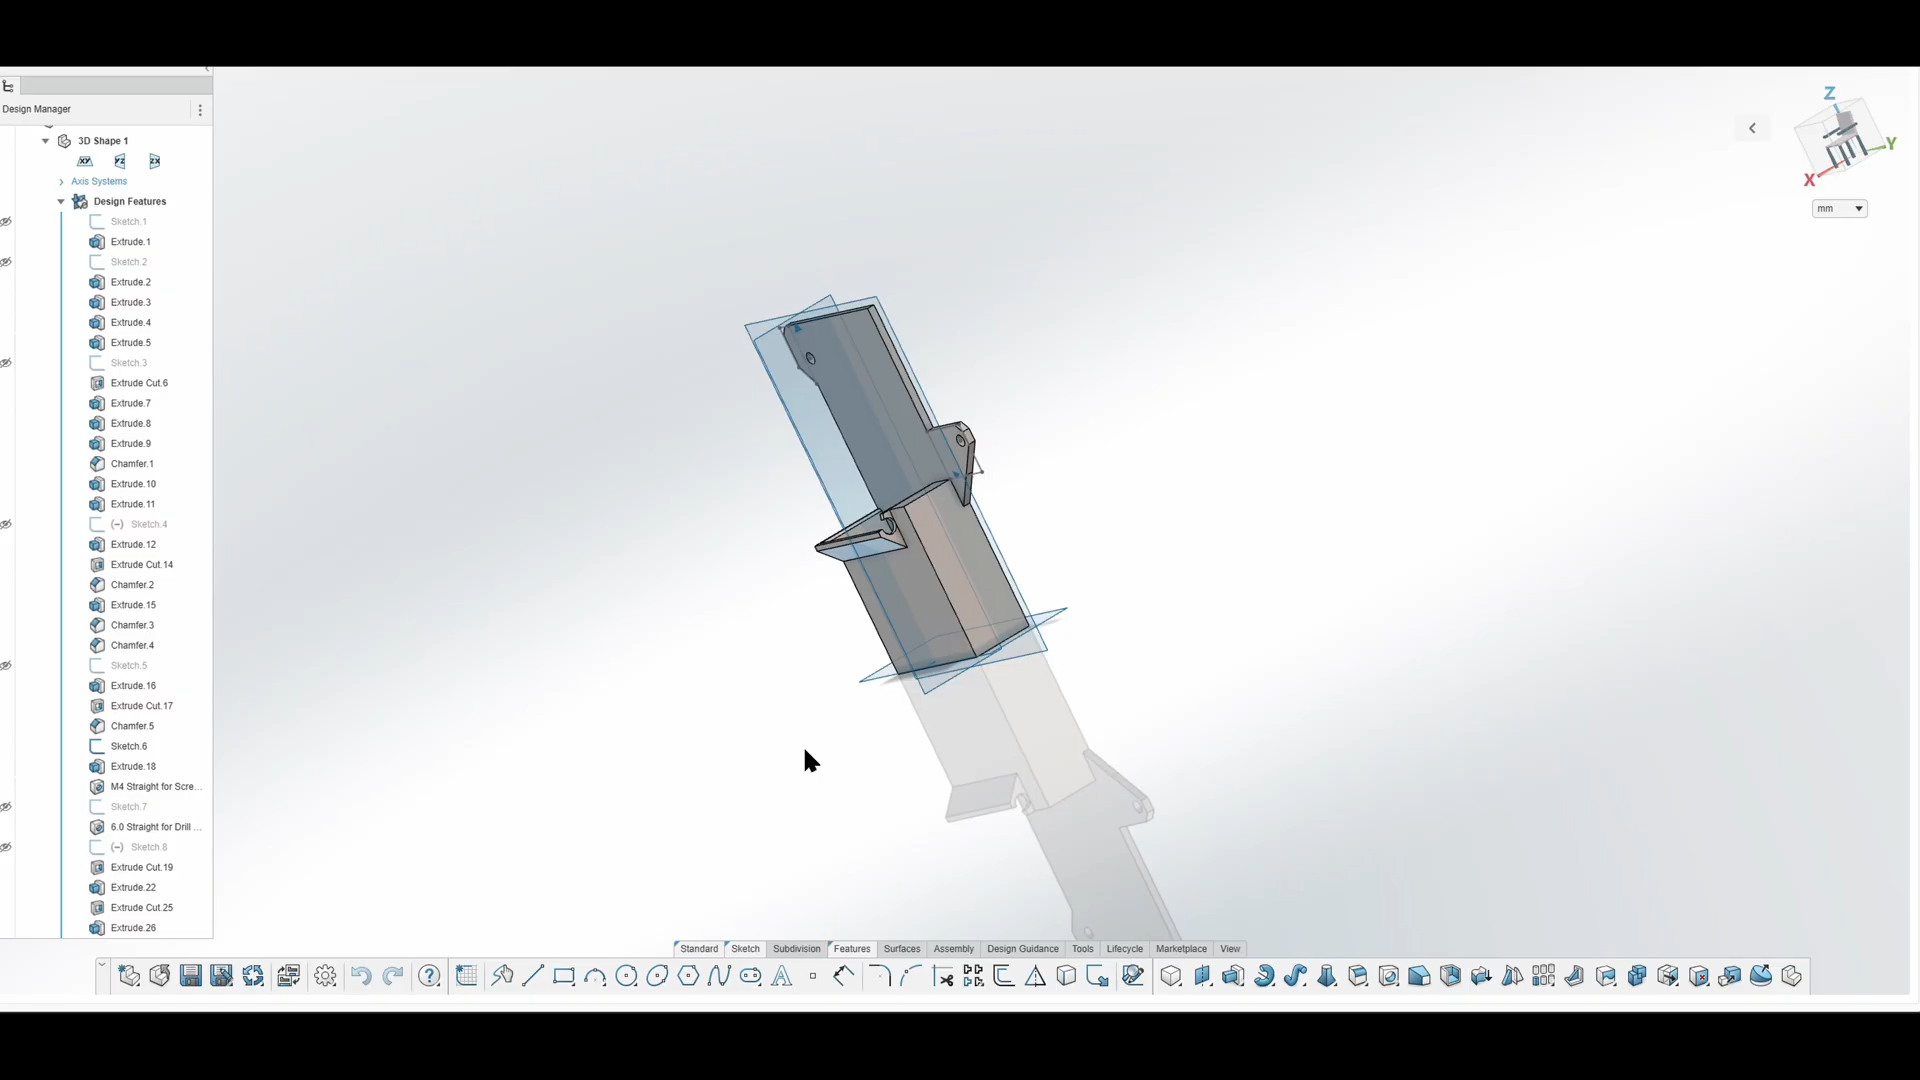 Design Manager
3D Shape 1
XY YZ ZX
Axis Systems
Design Features
Sketch.1
Extrude.1
Sketch.2
Extrude.2
Extrude.3
Extrude.4
Extrude.5
Sketch.3
Extrude Cut.6
Extrude.7
Extrude.8
Extrude.9
Chamfer.1
Extrude.10
Extrude.11
(−) Sketch.4
Extrude.12
Extrude Cut.14
Chamfer.2
Extrude.15
Chamfer.3
Chamfer.4
Sketch.5
Extrude.16
Extrude Cut.17
Chamfer.5
Sketch.6
Extrude.18
M4 Straight for Scre...
Sketch.7
6.0 Straight for Drill ...
(−) Sketch.8
Extrude Cut.19
Extrude.22
Extrude Cut.25
Extrude.26
Z
Y
X
mm
Standard Sketch Subdivision Features Surfaces Assembly Design Guidance Tools Lifecycle Marketplace View